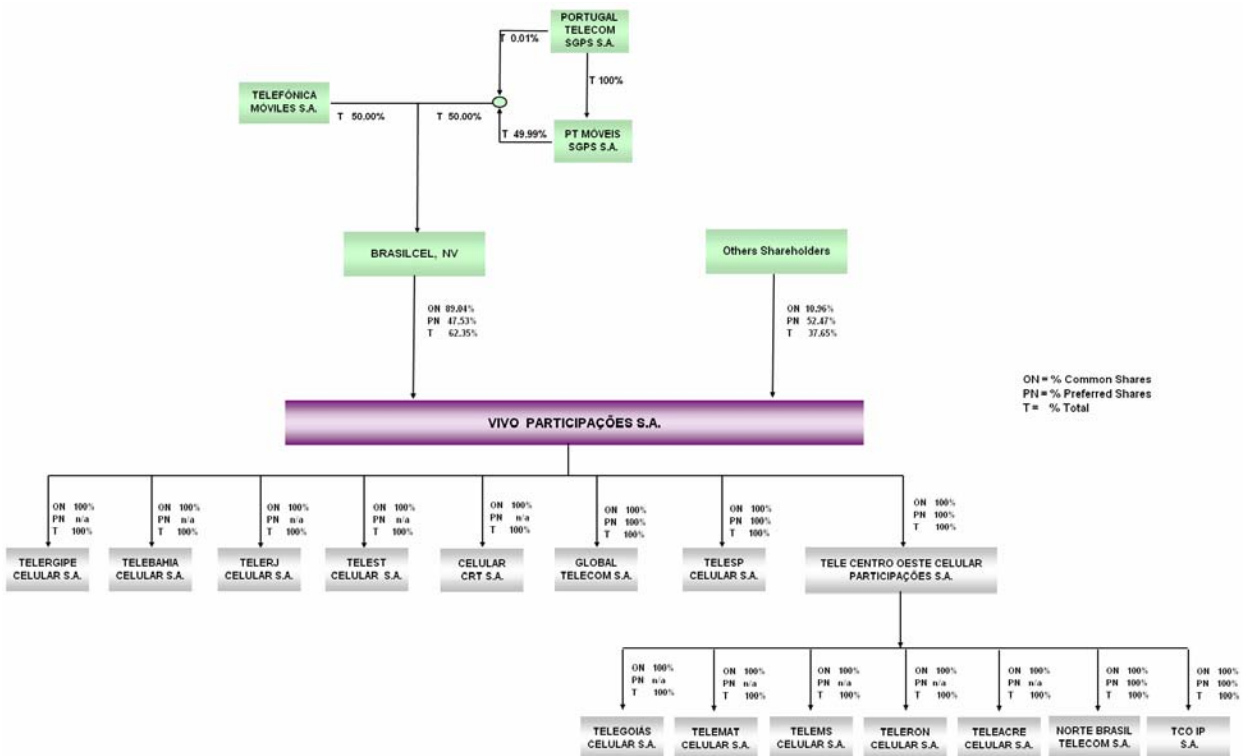 PORTUGAL
TELECOM
SGPS S.A.
T 0,01%
T 100%
TELEFÓNICA
MÓVILES S.A.
T 50.00%
T 50.00%
T 49.99%
PT MÓVEIS
SGPS S.A.
BRASILCEL, NV
Others Shareholders
ON 89.04%
PN 47.53%
T 62.35%
ON 10.96%
PN 52.47%
T 37.65%
ON = % Common Shares
PN = % Preferred Shares
T = % Total
VIVO PARTICIPAÇÕES S.A.
ON 100%
PN n/a
T 100%
ON 100%
PN n/a
T 100%
ON 100%
PN n/a
T 100%
ON 100%
PN n/a
T 100%
ON 100%
PN n/a
T 100%
ON 100%
PN 100%
T 100%
ON 100%
PN 100%
T 100%
ON 100%
PN 100%
T 100%
TELERGIPE
CELULAR S.A.
TELEBAHIA
CELULAR S.A.
TELERJ
CELULAR S.A.
TELEST
CELULAR S.A.
CELULAR
CRT S.A.
GLOBAL
TELECOM S.A.
TELESP
CELULAR S.A.
TELE CENTRO OESTE CELULAR
PARTICIPAÇÕES S.A.
ON 100%
PN n/a
T 100%
ON 100%
PN n/a
T 100%
ON 100%
PN n/a
T 100%
ON 100%
PN n/a
T 100%
ON 100%
PN n/a
T 100%
ON 100%
PN 100%
T 100%
ON 100%
PN 100%
T 100%
TELEGOIÁS
CELULAR S.A.
TELEMAT
CELULAR S.A.
TELEMS
CELULAR S.A.
TELERON
CELULAR S.A.
TELEACRE
CELULAR S.A.
NORTE BRASIL
TELECOM S.A.
TCO IP
S.A.